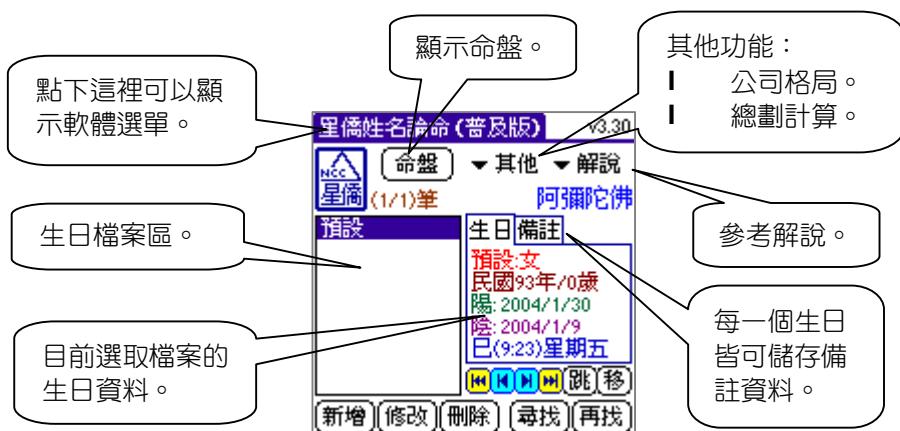 顯示命盤。
其他功能：
l 公司格局。
l 總劃計算。
點下這裡可以顯
示軟體選單。
星僑姓名論命(普及版) v3.30
命盤 其他 解說
NCC
星僑
(1/1)筆 阿彌陀佛
生日檔案區。
預設
生日 備註
預設:女
民國93年/0歲
陽:2004/1/30
陰:2004/1/9
巳(9:23)星期五
參考解說。
目前選取檔案的
生日資料。
每一個生日
皆可儲存備
註資料。
跳 移
新增 修改 刪除 尋找 再找